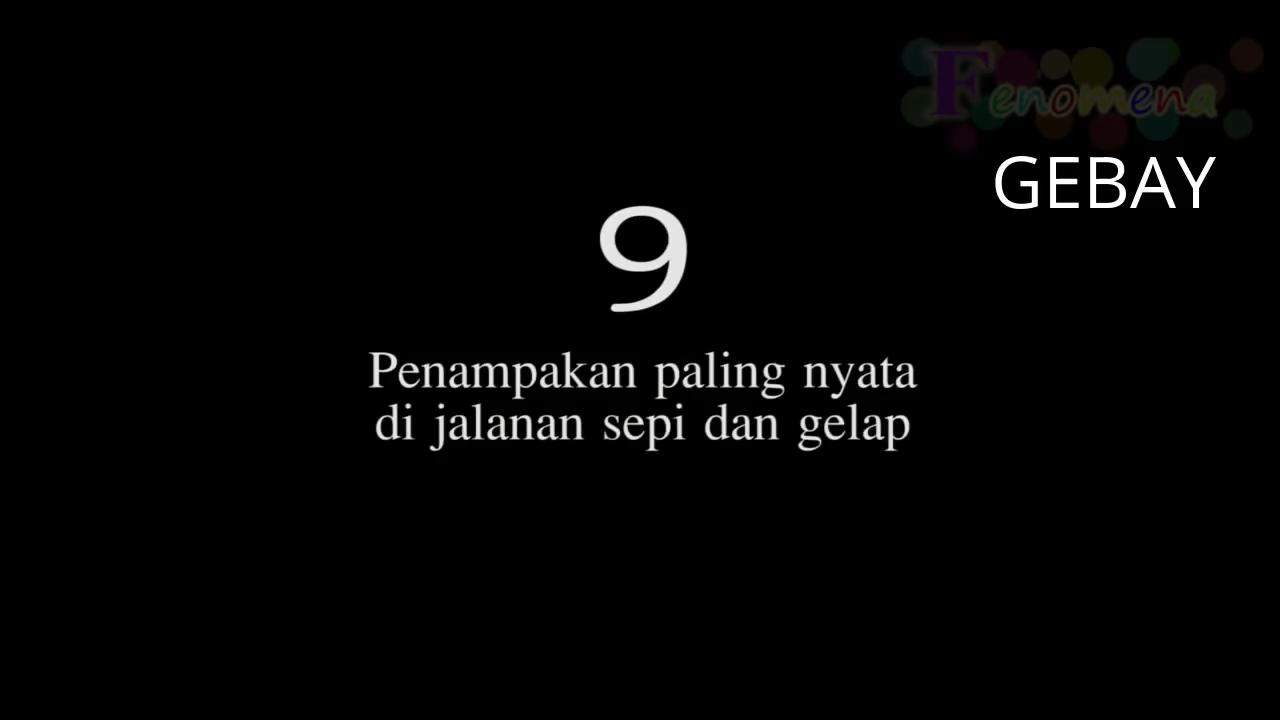 Fenomena
GEBAY
9
Penampakan paling nyata
di jalanan sepi dan gelap